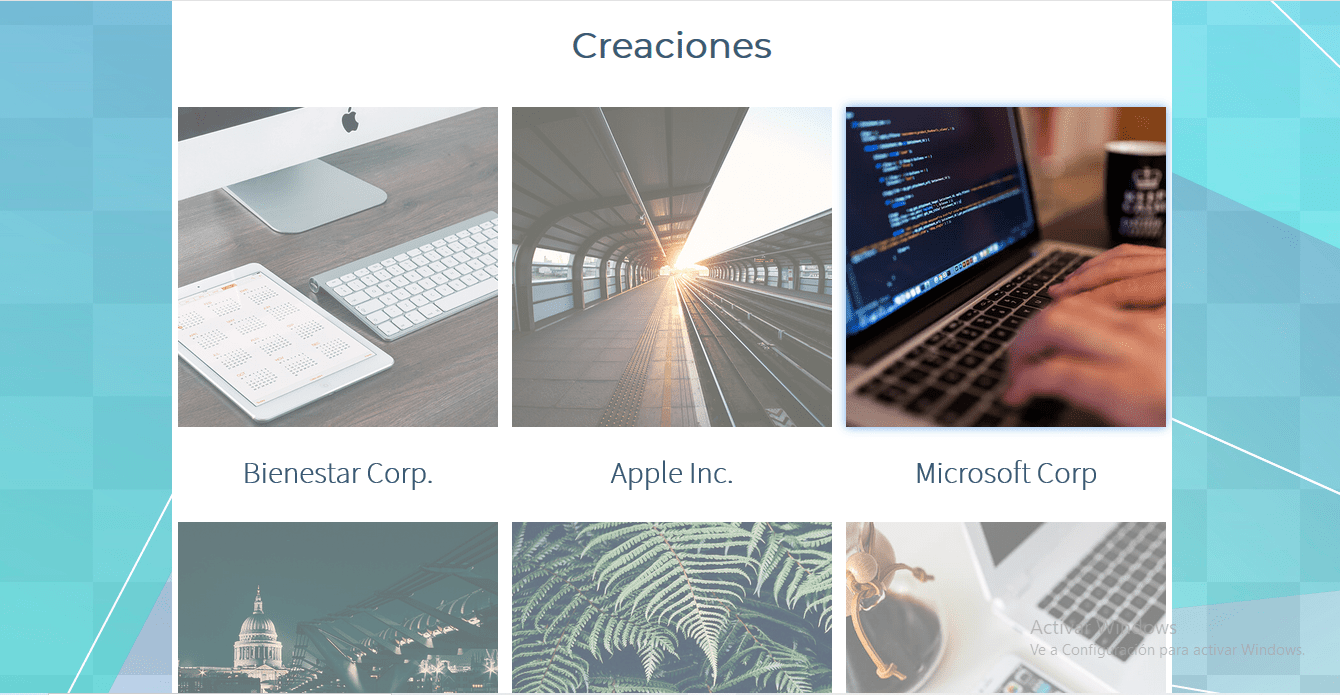 Creaciones
Bienestar Corp.
Apple Inc.
Microsoft Corp
Activar Windows
Ve a Configuración para activar Windows.